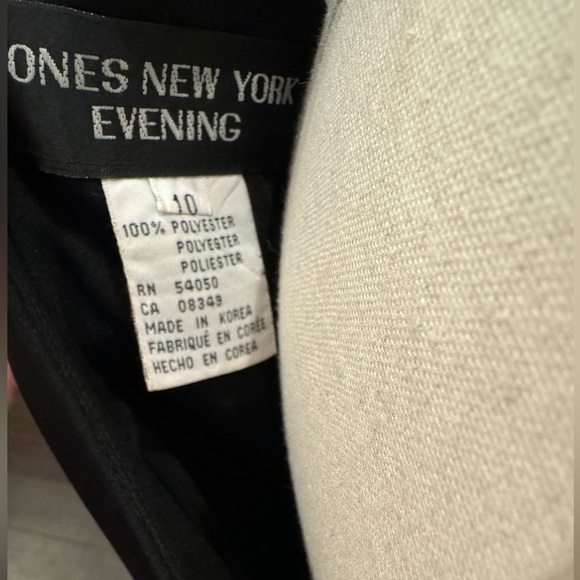 ONES NEW YORK
EVENING
10
100% POLYESTER
POLYESTER
POLIESTER
RN 54050
CA 08349
MADE IN KOREA
FABRIQUÉ EN CORÉE
HECHO EN COREA